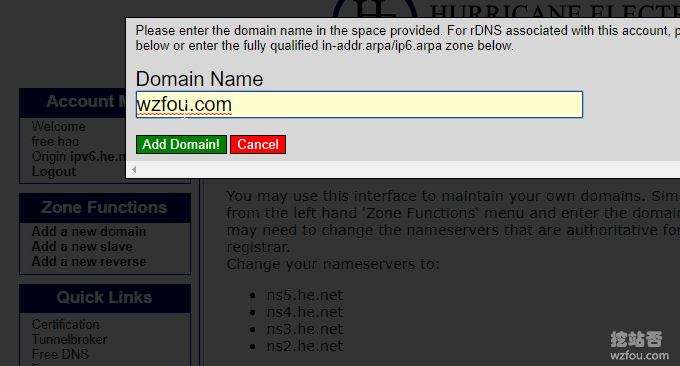 HURRICANE ELECTR
Please enter the domain name in the space provided. For rDNS associated with this account, p
below or enter the fully qualified in-addr.arpa/ip6.arpa zone below.
Domain Name
wzfou.com
Add Domain! Cancel
Account M
Welcome
free hao
Origin ipv6.he.n
Logout
Zone Functions
Add a new domain
Add a new slave
Add a new reverse
Quick Links
Certification
Tunnelbroker
Free DNS
You may use this interface to maintain your own domains. Sim
from the left hand 'Zone Functions' menu and enter the domai
may need to change the nameservers that are authoritative fo
registrar.
Change your nameservers to:
ns5.he.net
ns4.he.net
ns3.he.net
ns2.he.net
挖站否
wzfou.com